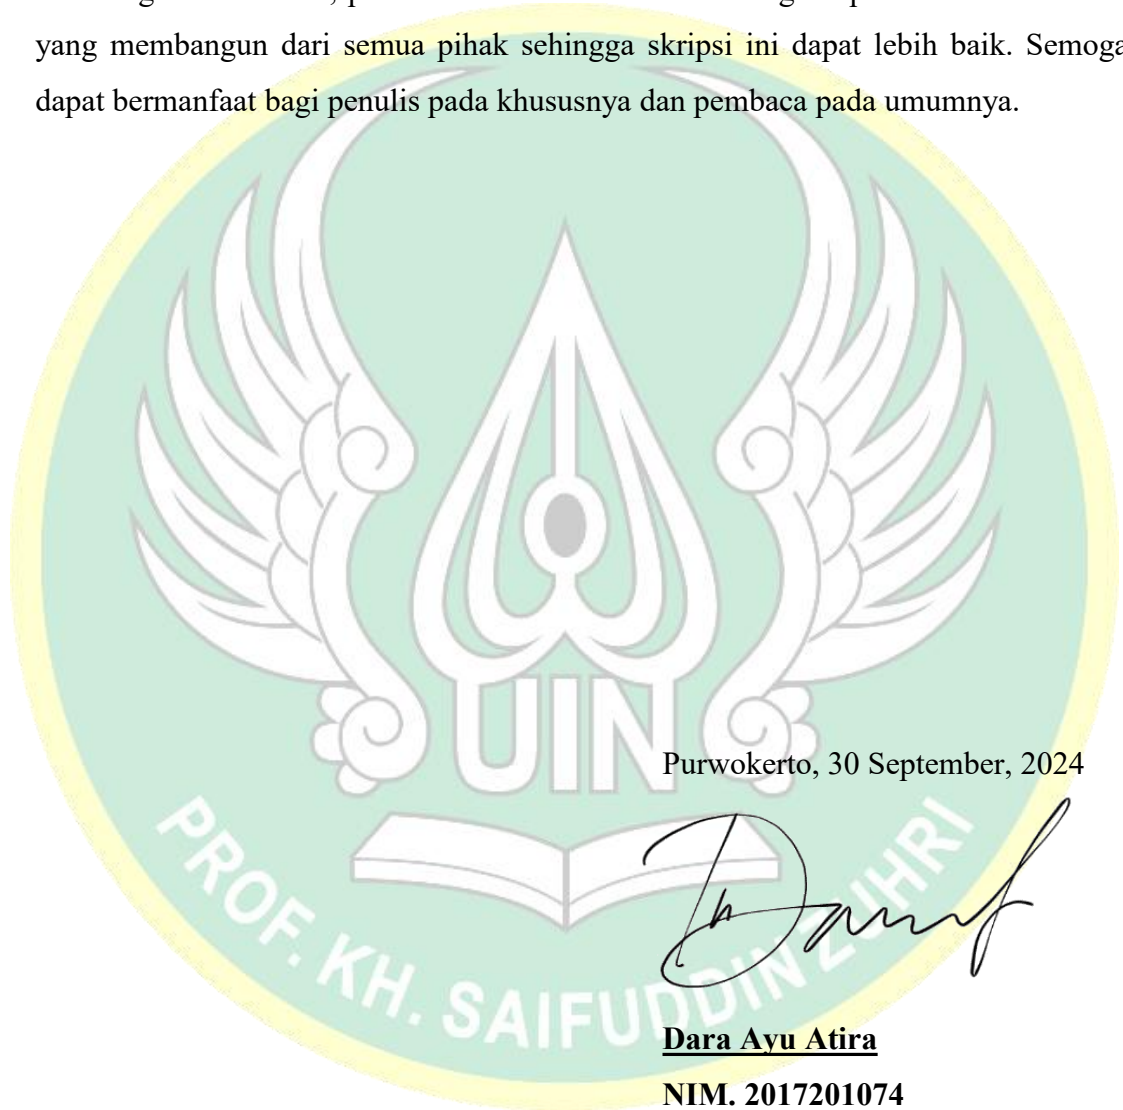 yang membangun dari semua pihak sehingga skripsi ini dapat lebih baik. Semoga
dapat bermanfaat bagi penulis pada khususnya dan pembaca pada umumnya.
UIN
Purwokerto, 30 September, 2024
PROF. KH. SAIFUDDIN ZUHRI
Dara Ayu Atira
NIM. 2017201074